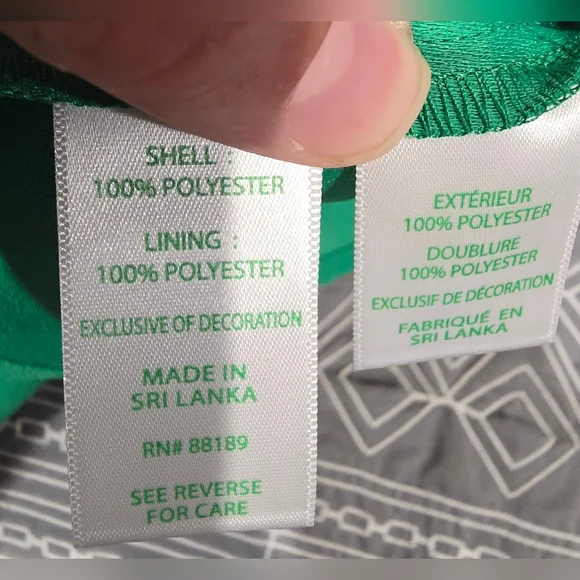 SHELL :
100% POLYESTER
LINING :
100% POLYESTER
EXCLUSIVE OF DECORATION
MADE IN
SRI LANKA
RN# 88189
SEE REVERSE
FOR CARE
EXTÉRIEUR
100% POLYESTER
DOUBLURE
100% POLYESTER
EXCLUSIF DE DÉCORATION
FABRIQUÉ EN
SRI LANKA